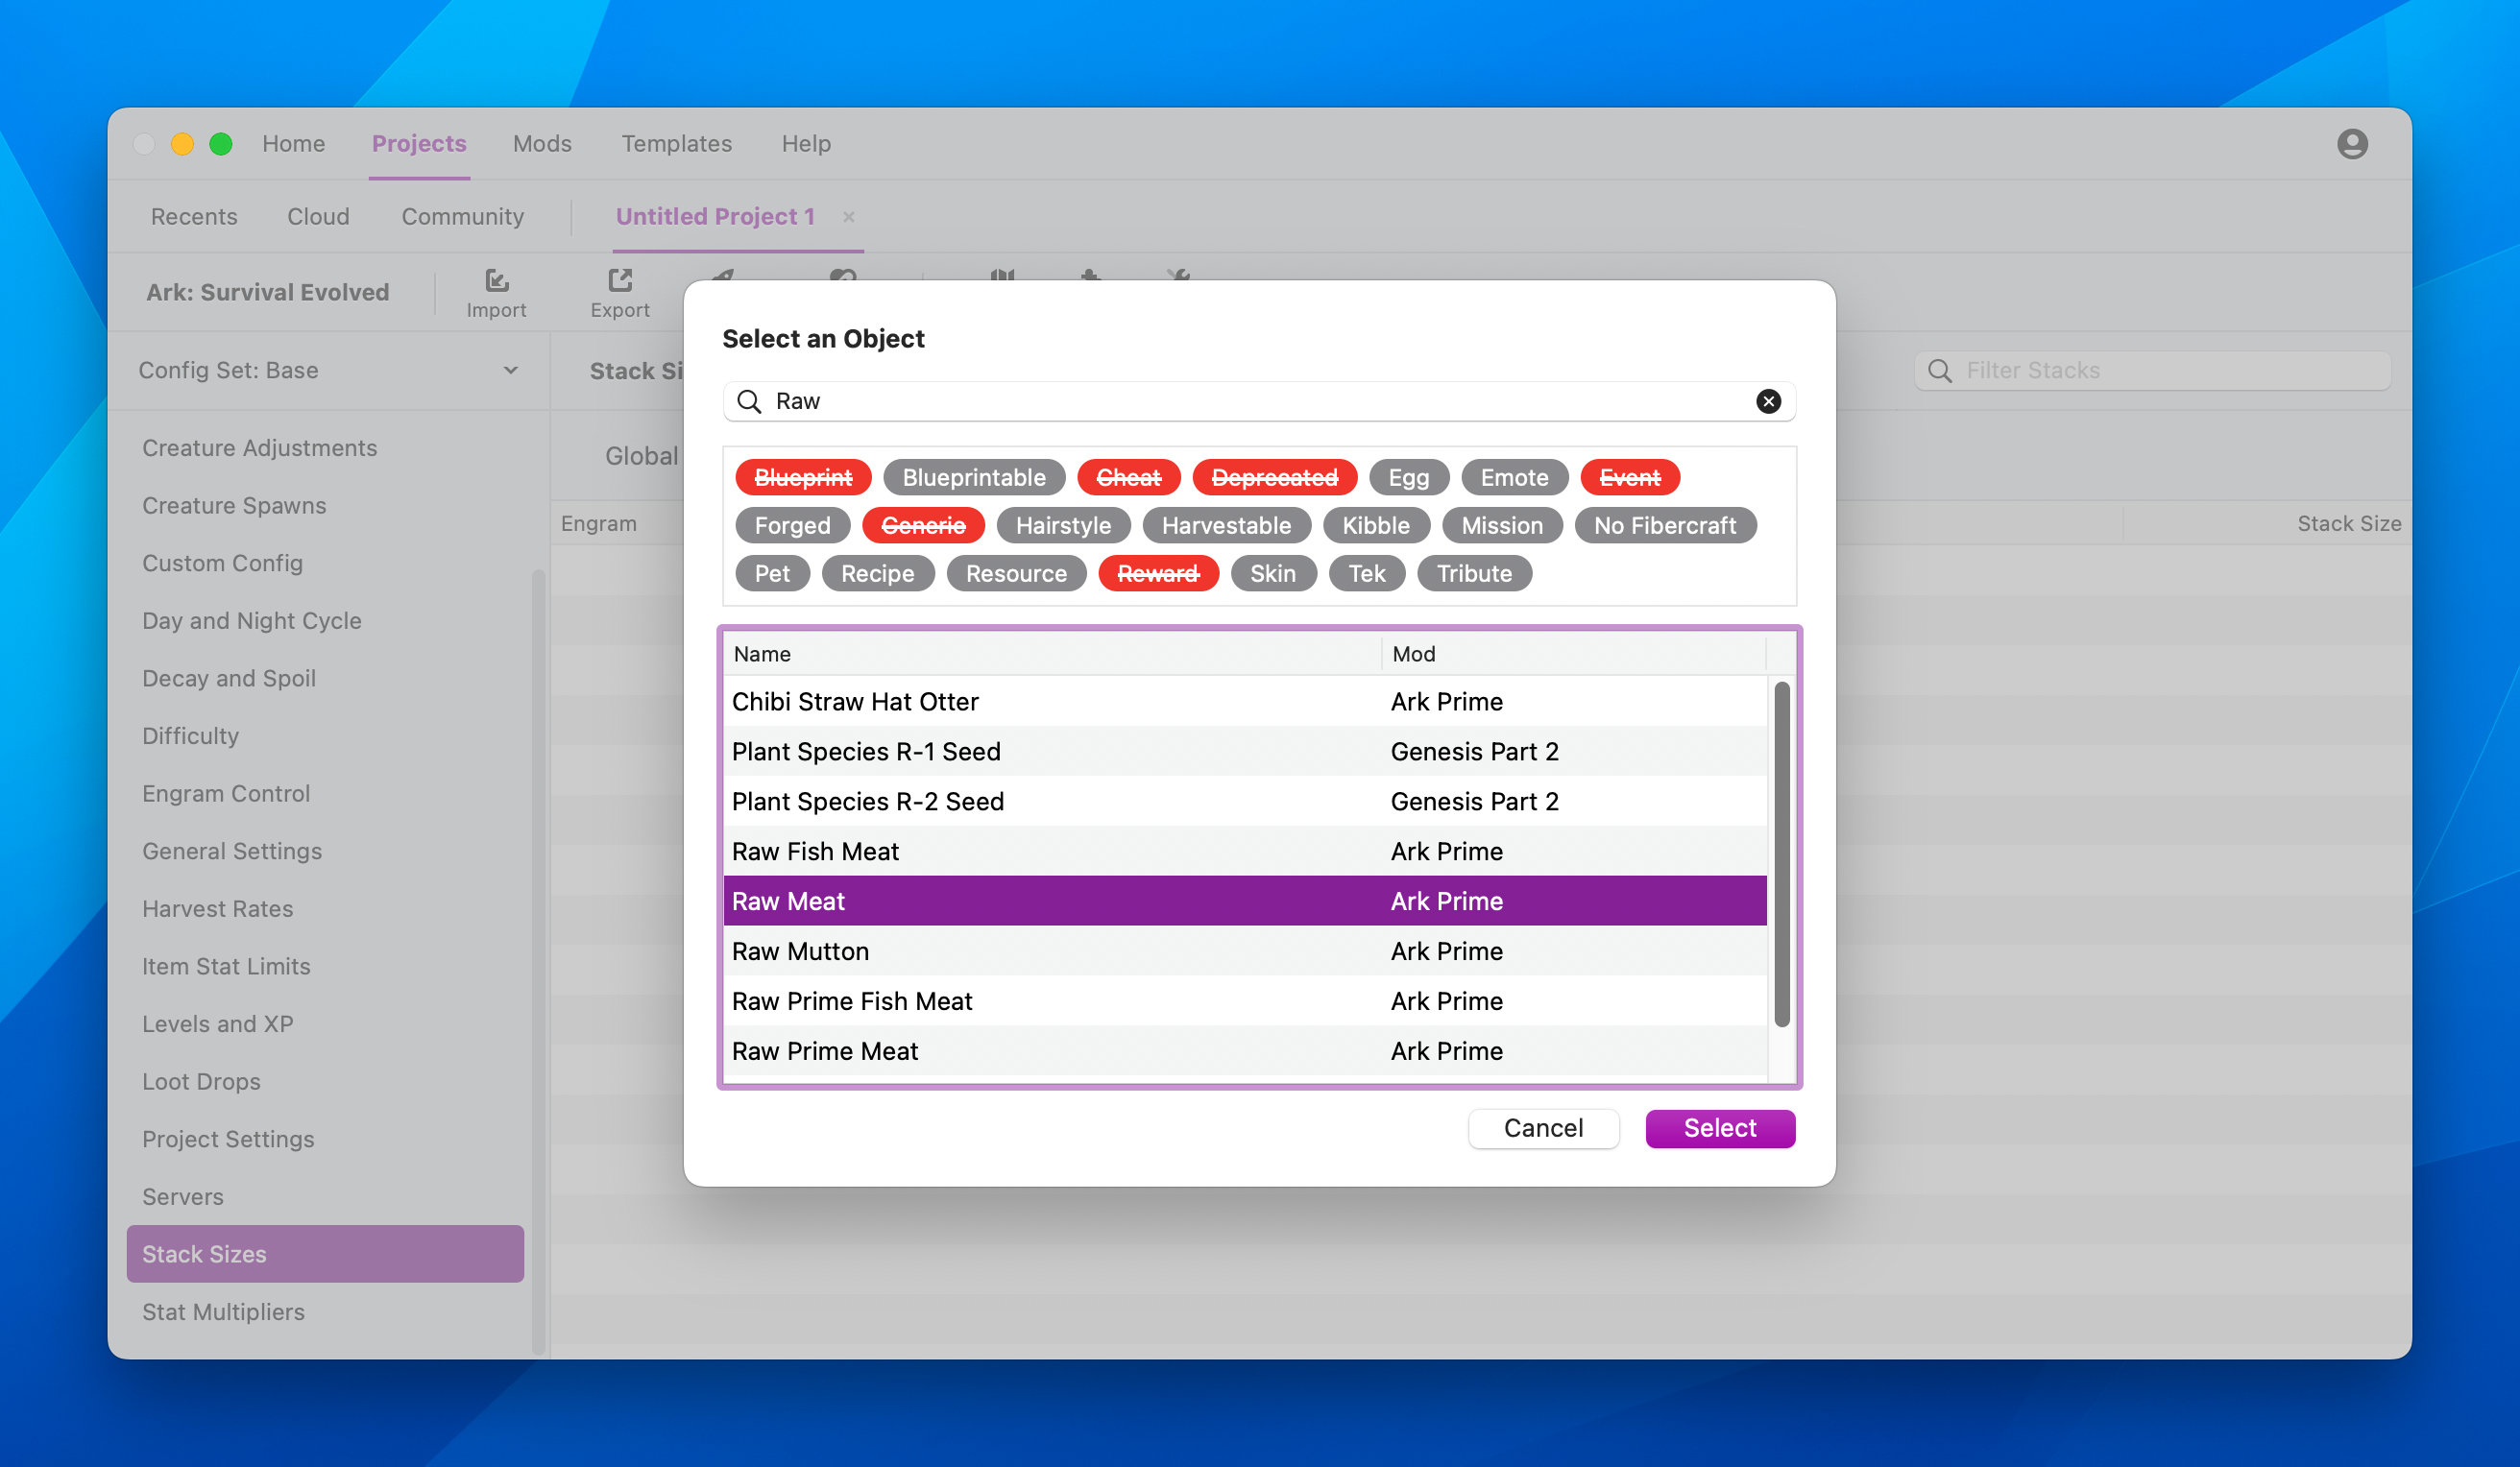 Home Projects Mods Templates Help
Recents Cloud Community Untitled Project 1
Ark: Survival Evolved Import Export
Config Set: Base
Creature Adjustments
Creature Spawns
Custom Config
Day and Night Cycle
Decay and Spoil
Difficulty
Engram Control
General Settings
Harvest Rates
Item Stat Limits
Levels and XP
Loot Drops
Project Settings
Servers
Stack Sizes
Stat Multipliers
Stack Si
Filter Stacks
Global
Engram Stack Size
Select an Object
Raw
Blueprint Blueprintable Cheat Deprecated Egg Emote Event
Forged Generic Hairstyle Harvestable Kibble Mission No Fibercraft
Pet Recipe Resource Reward Skin Tek Tribute
Name Mod
Chibi Straw Hat Otter Ark Prime
Plant Species R-1 Seed Genesis Part 2
Plant Species R-2 Seed Genesis Part 2
Raw Fish Meat Ark Prime
Raw Meat Ark Prime
Raw Mutton Ark Prime
Raw Prime Fish Meat Ark Prime
Raw Prime Meat Ark Prime
Cancel Select